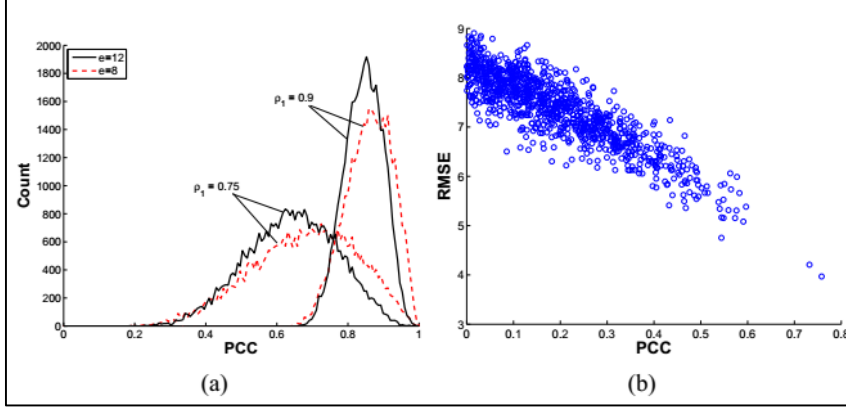 2000
1800
1600
1400
1200
1000
800
600
400
200
0
Count
e=12
e=8
ρ₁ = 0.9
ρ₁ = 0.75
0 0.2 0.4 0.6 0.8 1
PCC
(a)
9
8
7
6
5
4
3
RMSE
0 0.1 0.2 0.3 0.4 0.5 0.6 0.7 0.8
PCC
(b)